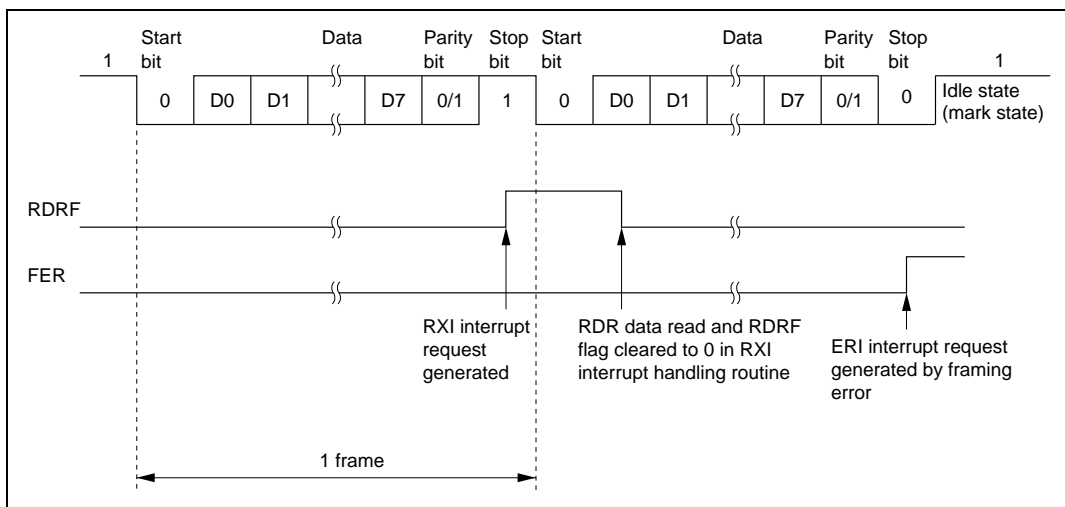 Start bit Data Parity bit Stop bit Start bit Data Parity bit Stop bit
1 1
0 D0 D1 D7 0/1 1 0 D0 D1 D7 0/1 0 Idle state (mark state)
RDRF
FER
RXI interrupt
request
generated
RDR data read and RDRF
flag cleared to 0 in RXI
interrupt handling routine
ERI interrupt request
generated by framing
error
1 frame